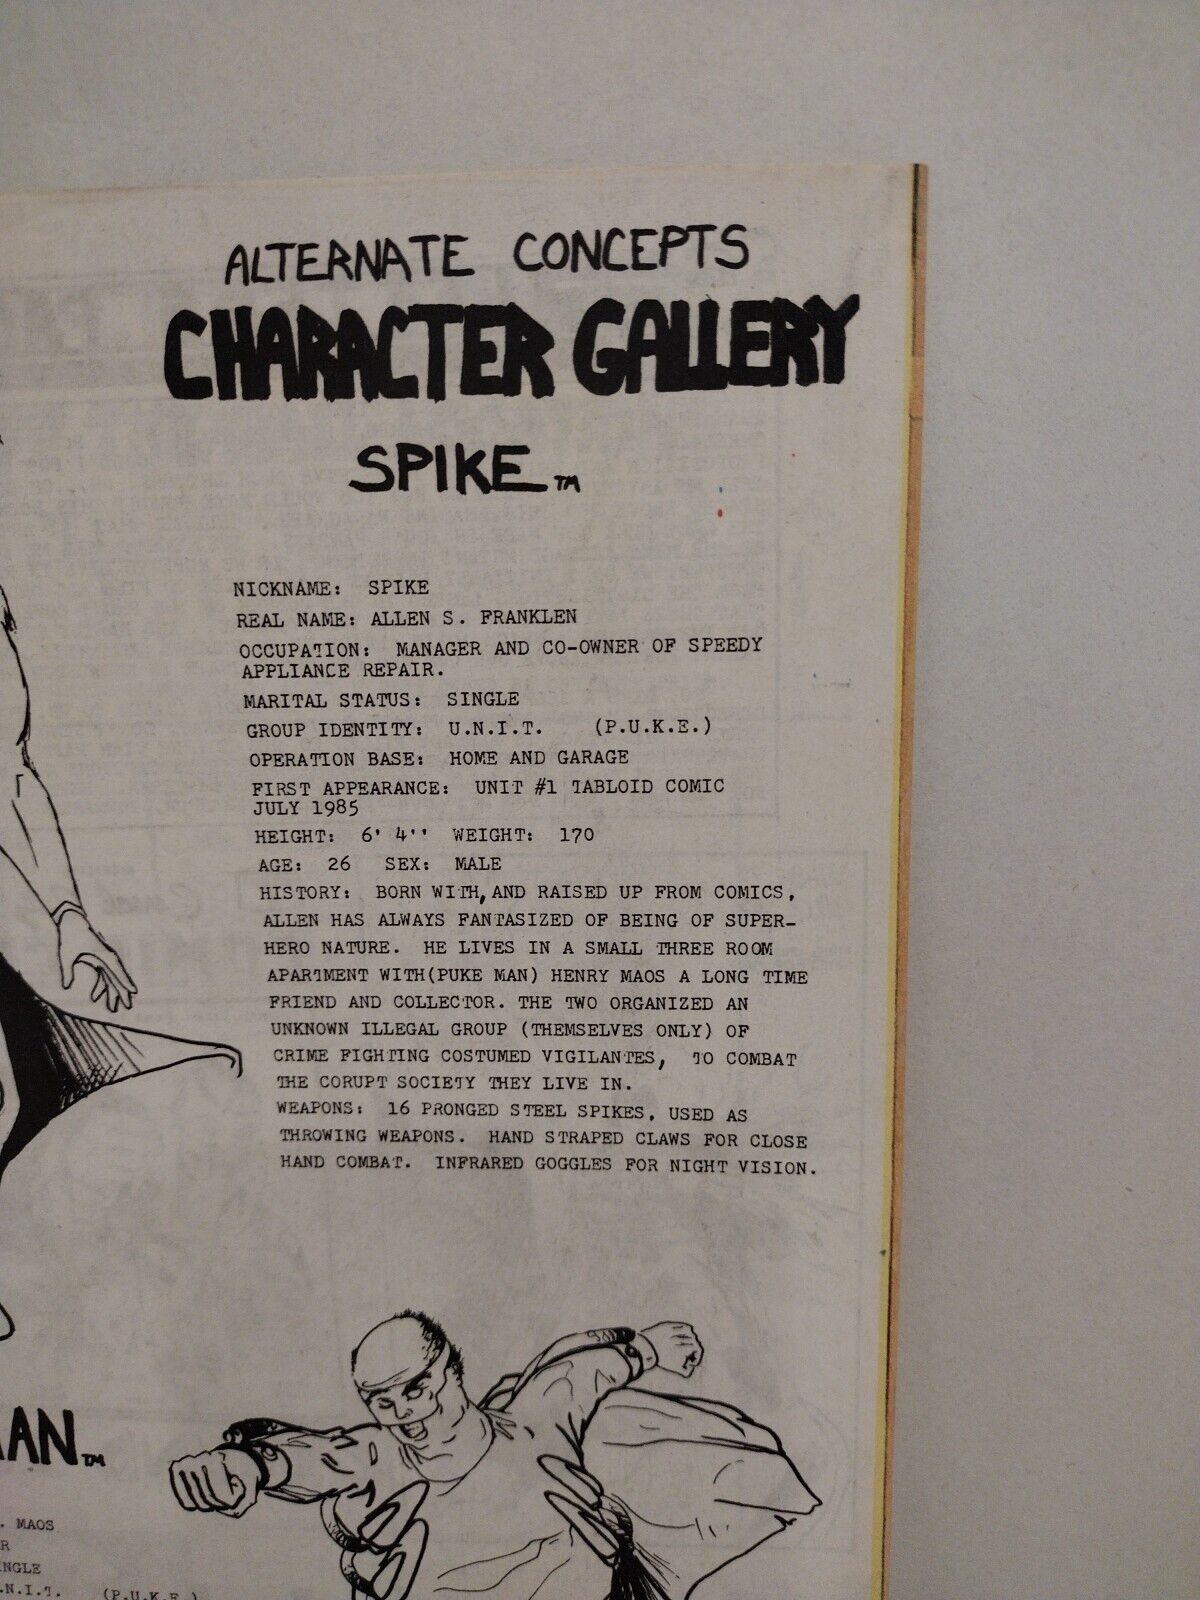 ALTERNATE CONCEPTS
CHARACTER GALLERY
SPIKE™
NICKNAME: SPIKE
REAL NAME: ALLEN S. FRANKLEN
OCCUPATION: MANAGER AND CO-OWNER OF SPEEDY
APPLIANCE REPAIR.
MARITAL STATUS: SINGLE
GROUP IDENTITY: U.N.I.T. (P.U.K.E.)
OPERATION BASE: HOME AND GARAGE
FIRST APPEARANCE: UNIT #1 TABLOID COMIC
JULY 1985
HEIGHT: 6' 4'' WEIGHT: 170
AGE: 26 SEX: MALE
HISTORY: BORN WITH, AND RAISED UP FROM COMICS.
ALLEN HAS ALWAYS FANTASIZED OF BEING OF SUPER-
HERO NATURE. HE LIVES IN A SMALL THREE ROOM
APARTMENT WITH(PUKE MAN) HENRY MAOS A LONG TIME
FRIEND AND COLLECTOR. THE TWO ORGANIZED AN
UNKNOWN ILLEGAL GROUP (THEMSELVES ONLY) OF
CRIME FIGHTING COSTUMED VIGILANTES, TO COMBAT
THE CORUPT SOCIETY THEY LIVE IN.
WEAPONS: 16 PRONGED STEEL SPIKES. USED AS
THROWING WEAPONS. HAND STRAPED CLAWS FOR CLOSE
HAND COMBAT. INFRARED GOGGLES FOR NIGHT VISION.
AN™
. MAOS
R
NGLE
.N.I.T. (P.U.K.E.)